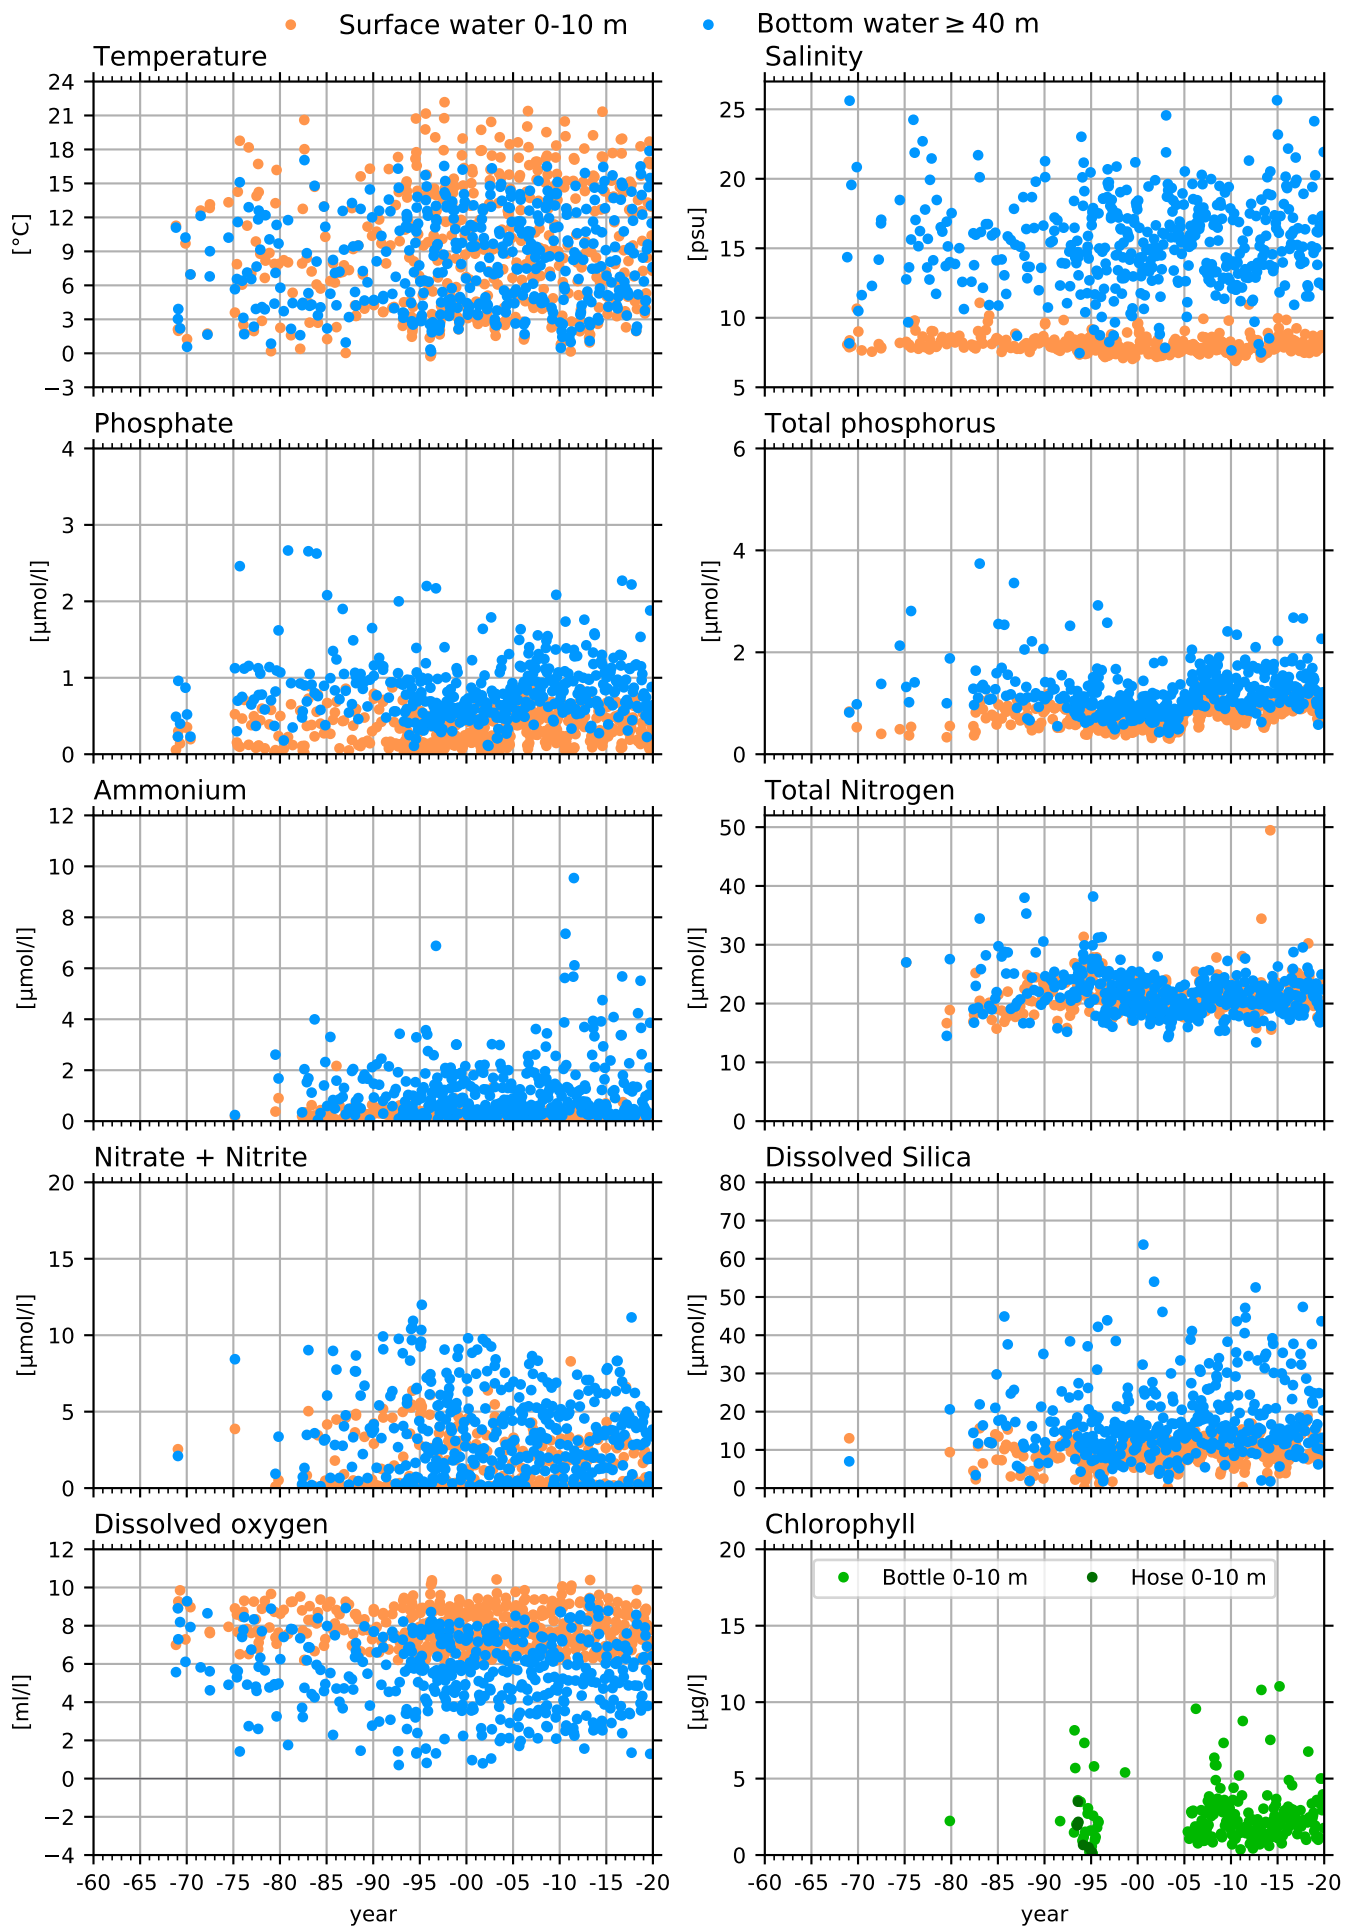 Surface water 0-10 m
Bottom water ≥ 40 m
Temperature
Salinity
24
21
18
15
12
9
6
3
0
−3
[°C]
25
20
15
10
5
[psu]
Phosphate
Total phosphorus
4
3
2
1
0
[µmol/l]
6
4
2
0
[µmol/l]
Ammonium
Total Nitrogen
12
10
8
6
4
2
0
[µmol/l]
50
40
30
20
10
0
[µmol/l]
Nitrate + Nitrite
Dissolved Silica
20
15
10
5
0
[µmol/l]
80
70
60
50
40
30
20
10
0
[µmol/l]
Dissolved oxygen
Chlorophyll
12
10
8
6
4
2
0
−2
−4
[ml/l]
20
15
10
5
0
[µg/l]
Bottle 0-10 m
Hose 0-10 m
-60 -65 -70 -75 -80 -85 -90 -95 -00 -05 -10 -15 -20
-60 -65 -70 -75 -80 -85 -90 -95 -00 -05 -10 -15 -20
year
year